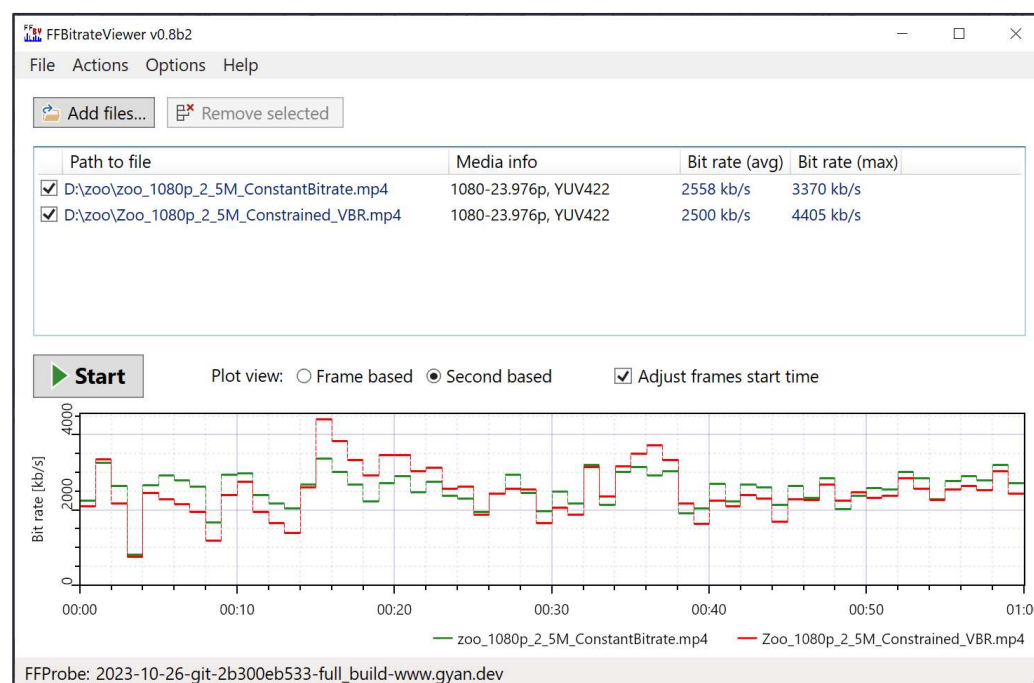 FFBitrateViewer v0.8b2
File Actions Options Help
Add files... Remove selected
Path to file Media info Bit rate (avg) Bit rate (max)
D:\zoo\zoo_1080p_2_5M_ConstantBitrate.mp4 1080-23.976p, YUV422 2558 kb/s 3370 kb/s
D:\zoo\Zoo_1080p_2_5M_Constrained_VBR.mp4 1080-23.976p, YUV422 2500 kb/s 4405 kb/s
Start Plot view: Frame based Second based Adjust frames start time
Bit rate [kb/s]
4000
2000
0
00:00 00:10 00:20 00:30 00:40 00:50 01:0
zoo_1080p_2_5M_ConstantBitrate.mp4 Zoo_1080p_2_5M_Constrained_VBR.mp4
FFProbe: 2023-10-26-git-2b300eb533-full_build-www.gyan.dev